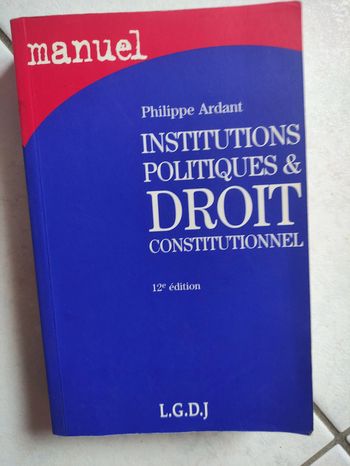 manuel
Philippe Ardant
INSTITUTIONS
POLITIQUES &
DROIT
CONSTITUTIONNEL
12e édition
L.G.D.J